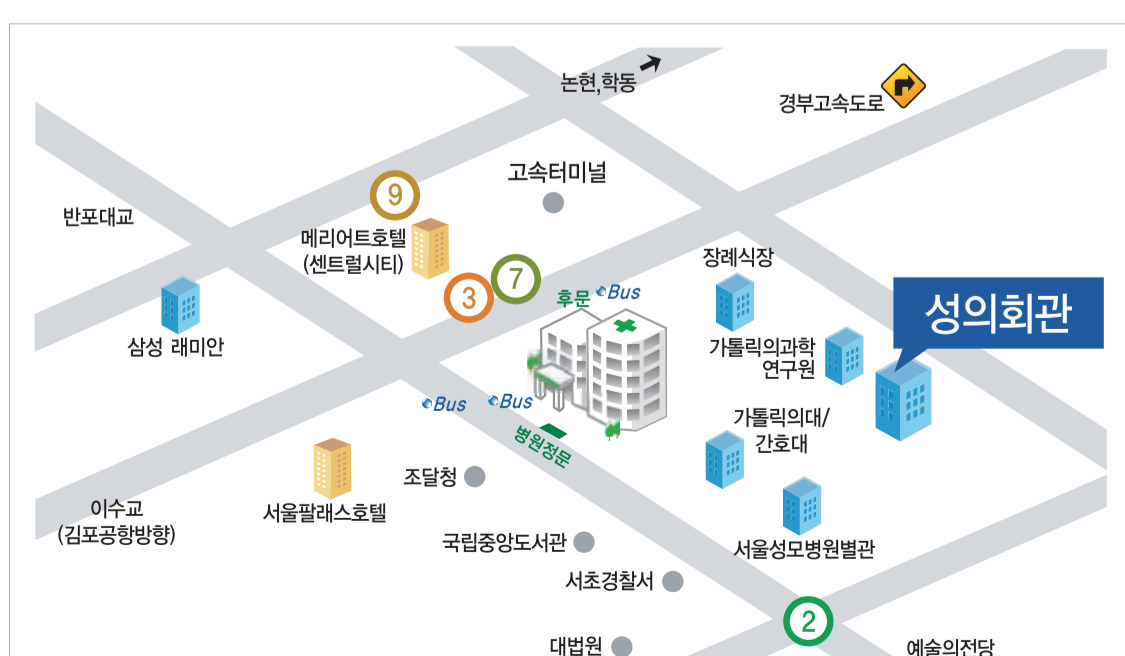 논현,학동
경부고속도로
고속터미널
9
반포대교
메리어트호텔
(센트럴시티)
장례식장
7
3
후문
Bus
성의회관
삼성 래미안
가톨릭의과학
연구원
Bus
Bus
가톨릭의대/
간호대
병원정문
조달청
이수교
(김포공항방향)
서울팔래스호텔
국립중앙도서관
서울성모병원별관
서초경찰서
2
대법원
예술의전당